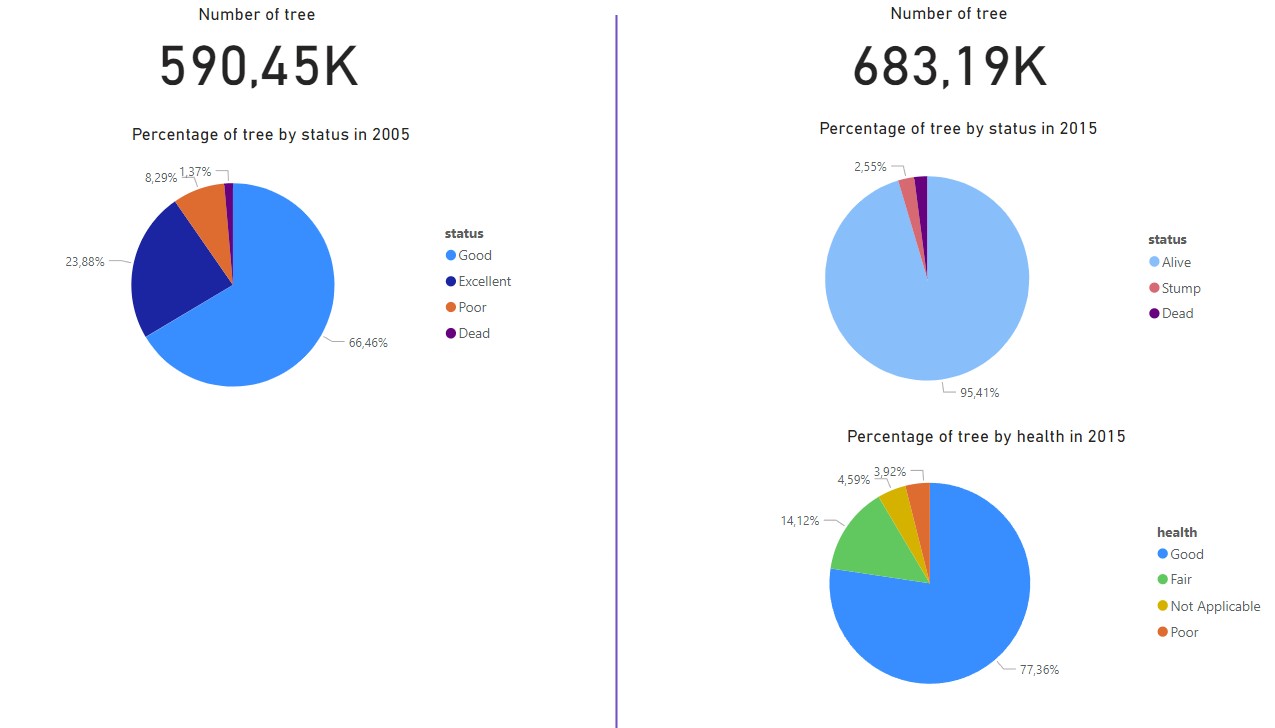 Number of tree
590,45K
Percentage of tree by status in 2005
1,37%
8,29%
23,88%
66,46%
status
Good
Excellent
Poor
Dead
Number of tree
683,19K
Percentage of tree by status in 2015
2,55%
95,41%
status
Alive
Stump
Dead
Percentage of tree by health in 2015
3,92%
4,59%
14,12%
77,36%
health
Good
Fair
Not Applicable
Poor